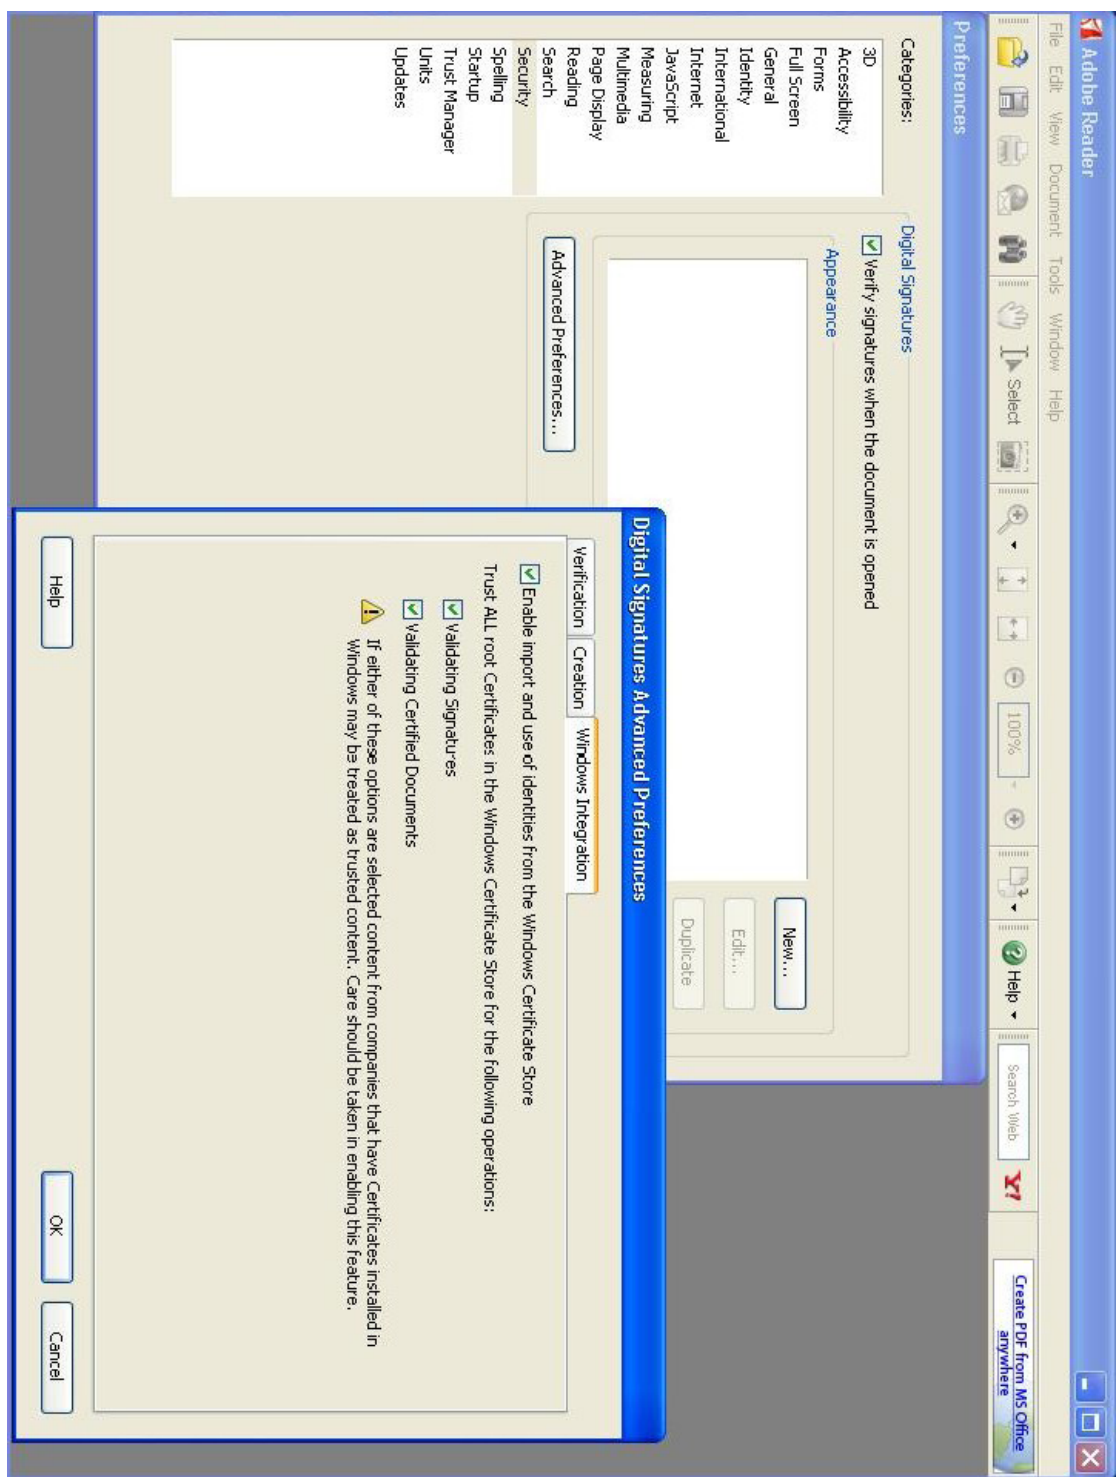 Adobe Reader
File Edit View Document Tools Window Help
Select 100% Help Search Web Y! Create PDF from MS Office
anywhere
Preferences
Categories:
3D
Accessibility
Forms
Full Screen
General
Identity
International
Internet
JavaScript
Measuring
Multimedia
Page Display
Reading
Search
Security
Spelling
Startup
Trust Manager
Units
Updates
Digital Signatures
Verify signatures when the document is opened
Appearance
New...
Edit...
Duplicate
Advanced Preferences...
Digital Signatures Advanced Preferences
Verification Creation Windows Integration
Enable import and use of identities from the Windows Certificate Store
Trust ALL root Certificates in the Windows Certificate Store for the following operations:
Validating Signatures
Validating Certified Documents
If either of these options are selected content from companies that have Certificates installed in
Windows may be treated as trusted content. Care should be taken in enabling this feature.
Help OK Cancel